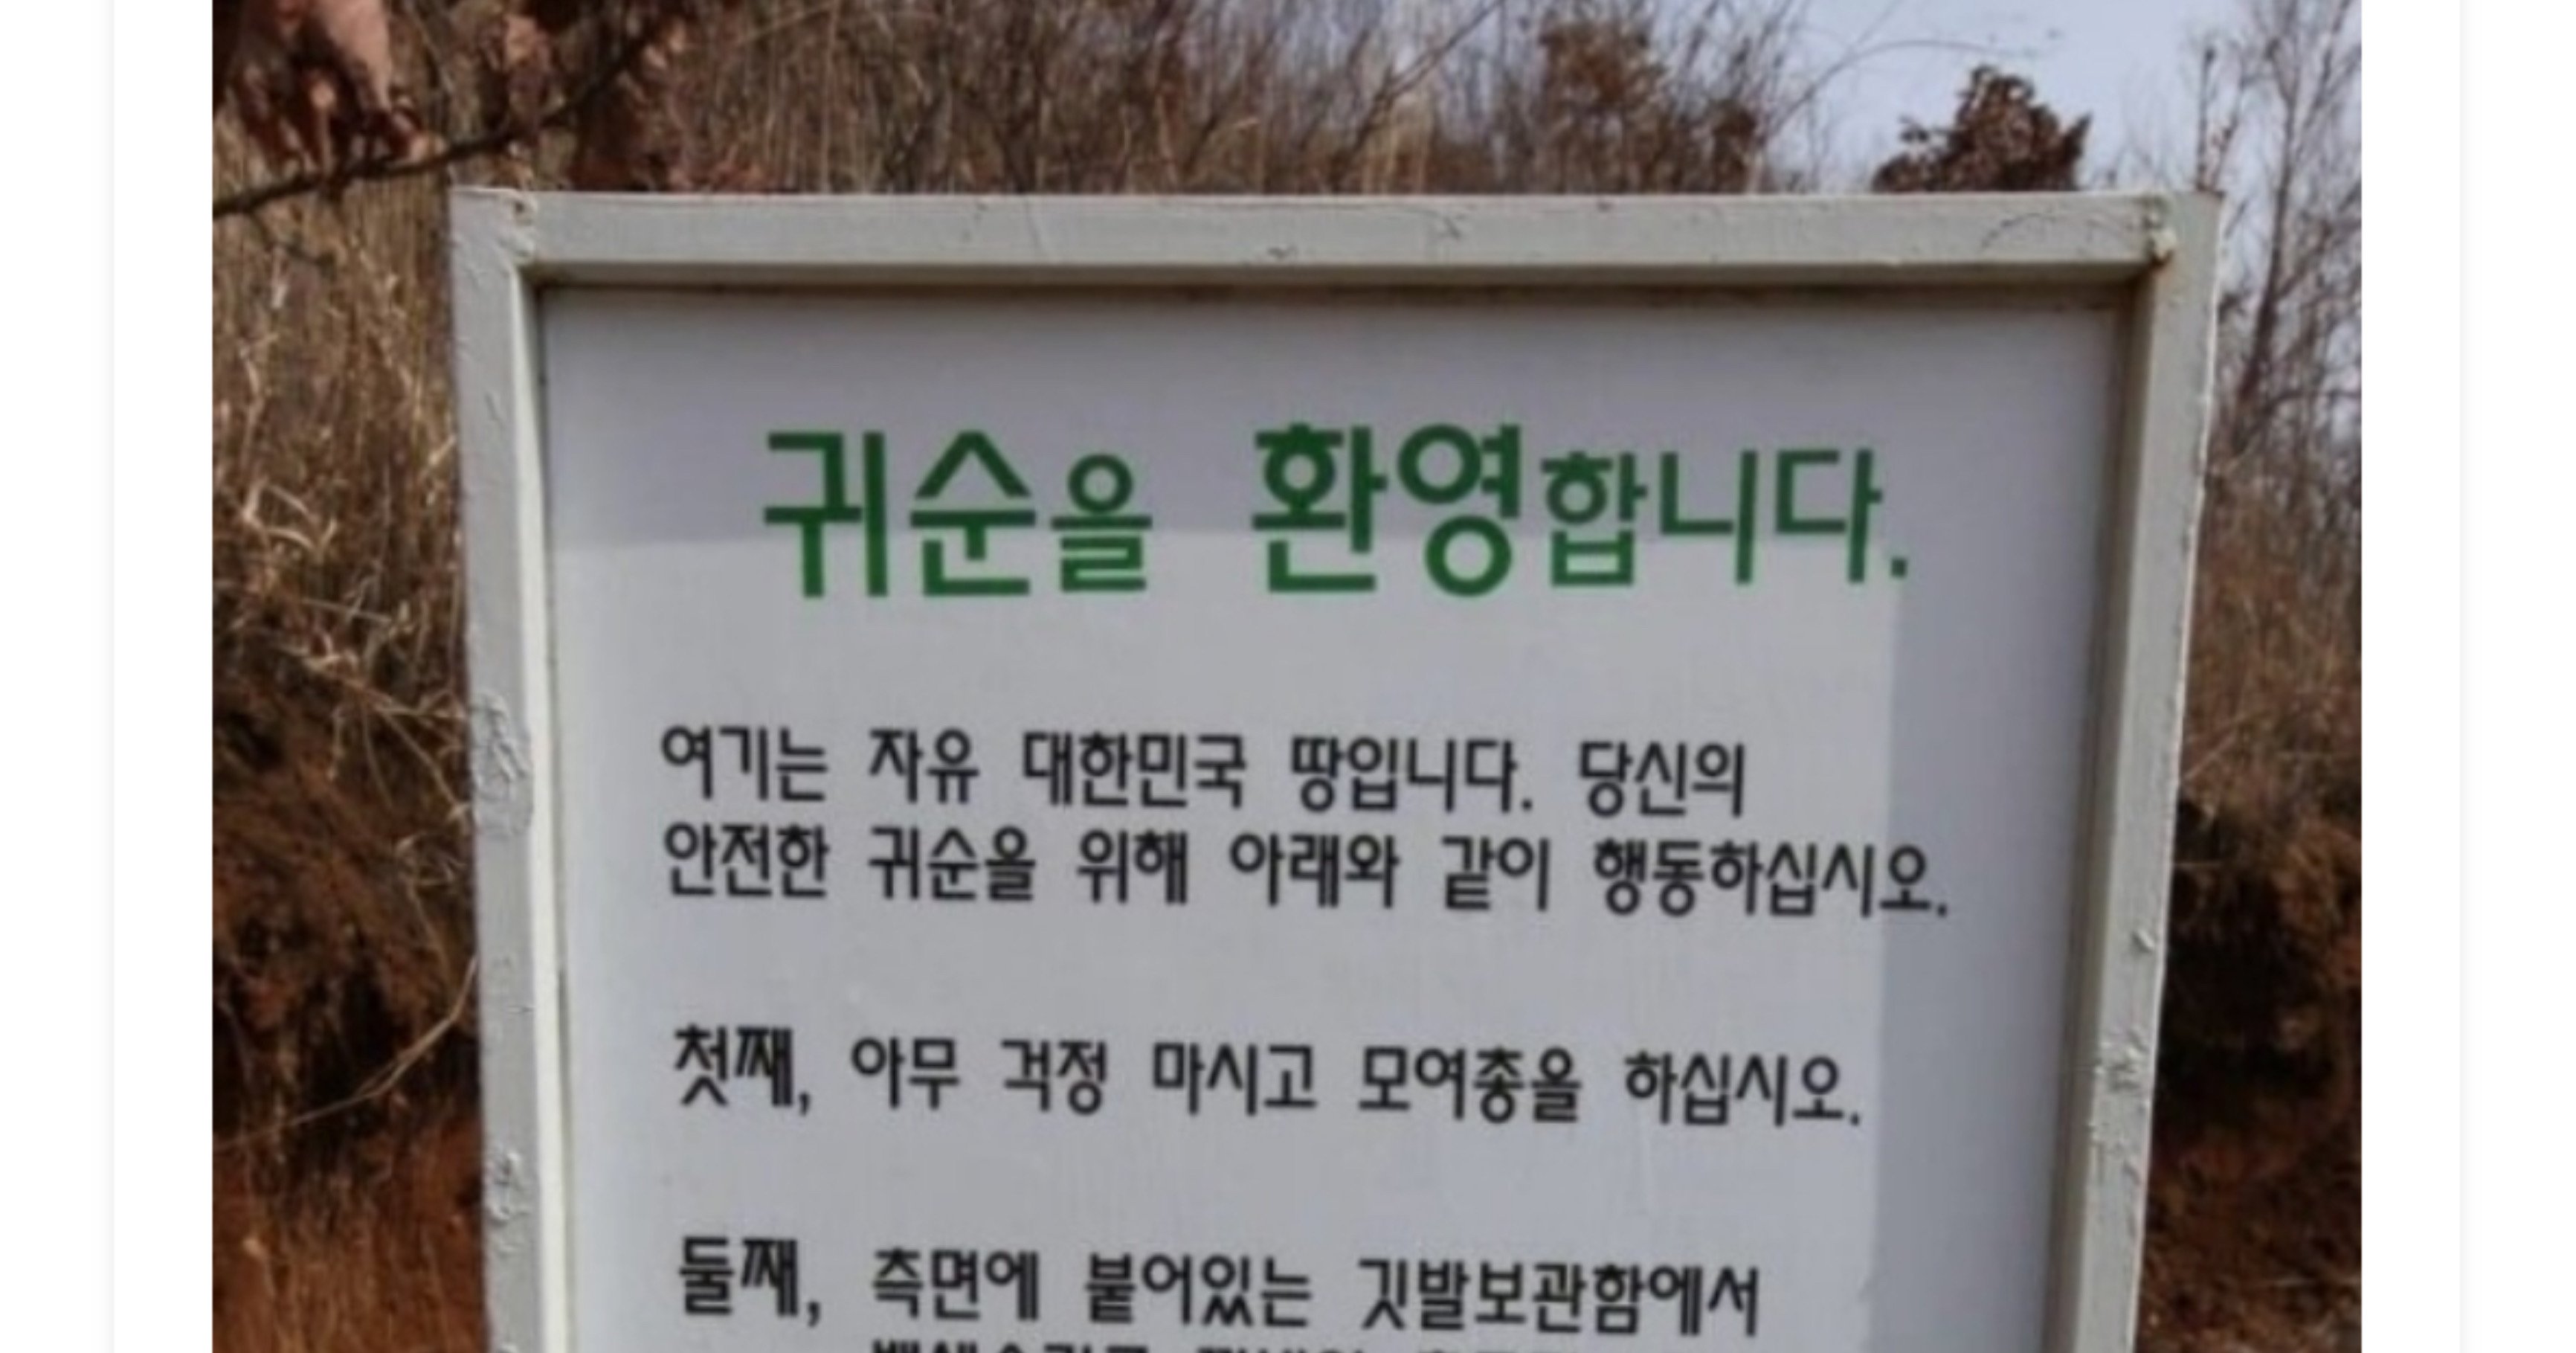 귀순을 환영합니다.
여기는 자유 대한민국 땅입니다. 당신의
안전한 귀순을 위해 아래와 같이 행동하십시오.
첫째, 아무 걱정 마시고 모여총을 하십시오.
둘째, 측면에 붙어있는 깃발보관함에서